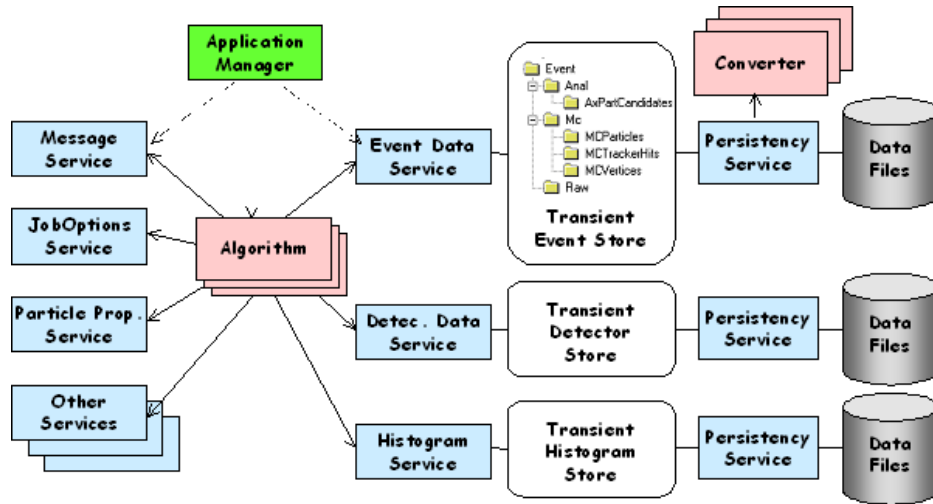 Application
Manager
Converter
Event
Anal
AxPartCandidates
Mc
MCParticles
MCTrackerHits
MCVertices
Raw
Transient
Event Store
Message
Service
Event Data
Service
Persistency
Service
Data
Files
JobOptions
Service
Algorithm
Particle Prop.
Service
Detec. Data
Service
Transient
Detector
Store
Persistency
Service
Data
Files
Other
Services
Histogram
Service
Transient
Histogram
Store
Persistency
Service
Data
Files